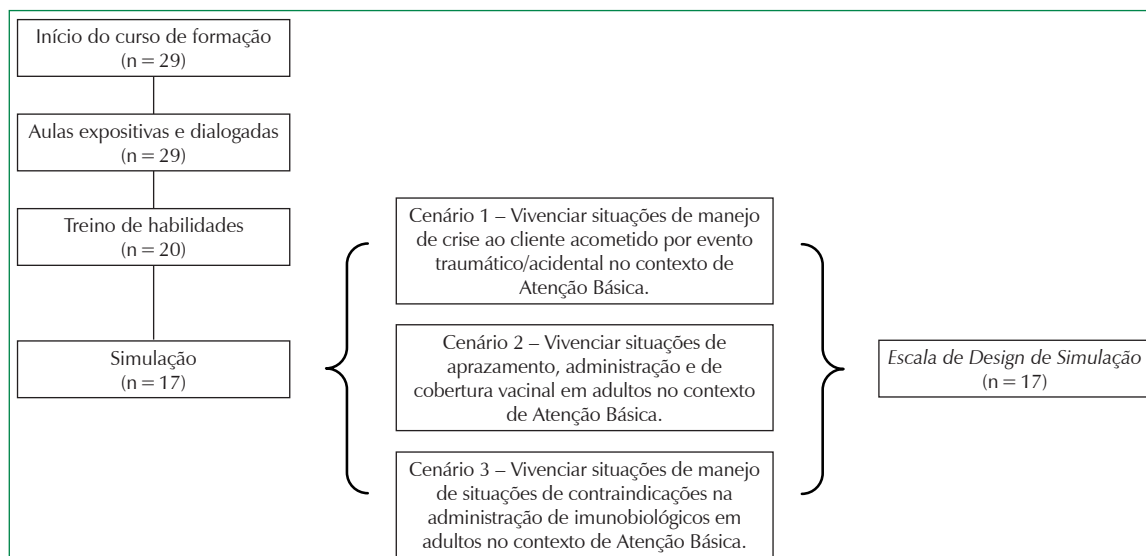 Início do curso de formação
(n = 29)
Aulas expositivas e dialogadas
(n = 29)
Treino de habilidades
(n = 20)
Simulação
(n = 17)
Cenário 1 – Vivenciar situações de manejo
de crise ao cliente acometido por evento
traumático/acidental no contexto de
Atenção Básica.
Cenário 2 – Vivenciar situações de
aprazamento, administração e de
cobertura vacinal em adultos no contexto
de Atenção Básica.
Cenário 3 – Vivenciar situações de manejo
de situações de contraindicações na
administração de imunobiológicos em
adultos no contexto de Atenção Básica.
Escala de Design de Simulação
(n = 17)